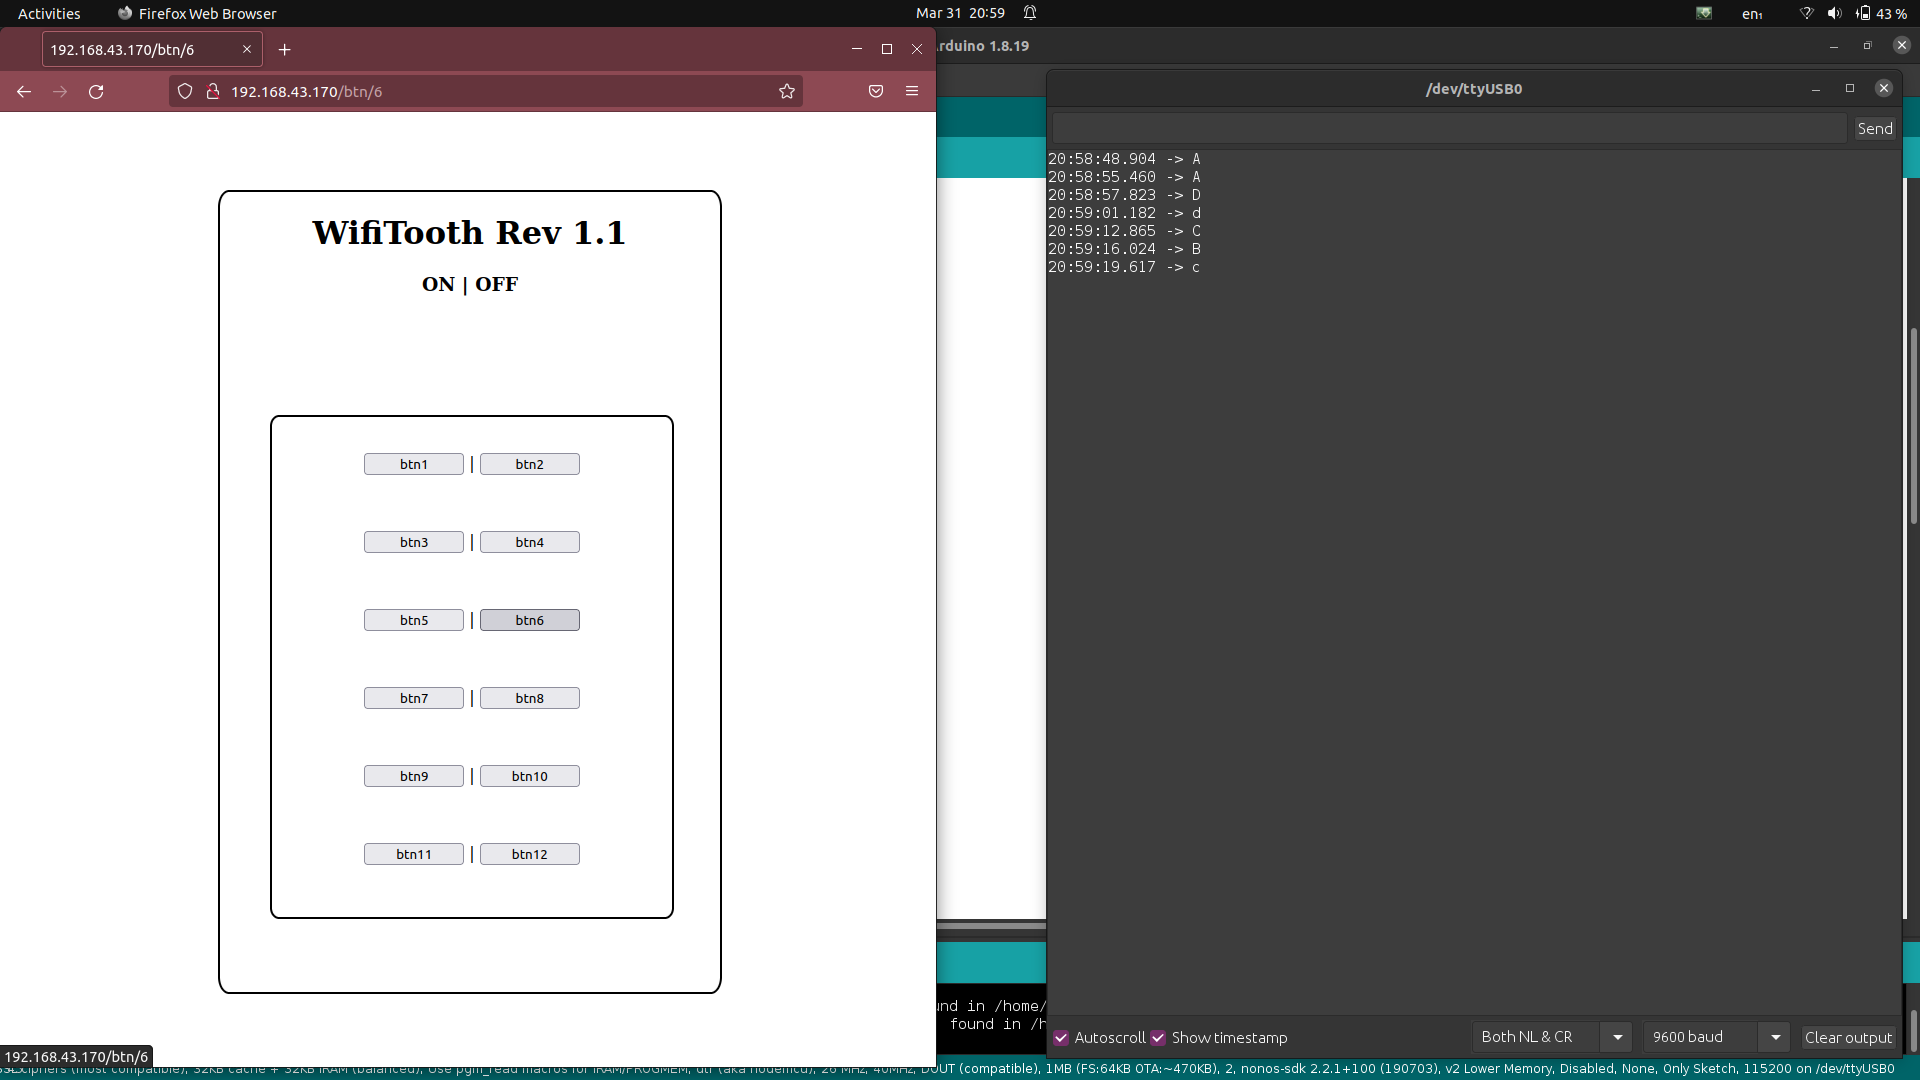 Activities Firefox Web Browser Mar 31 20:59 en₁ 43 %
192.168.43.170/btn/6
192.168.43.170/btn/6
WifiTooth Rev 1.1
ON | OFF
btn1 | btn2
btn3 | btn4
btn5 | btn6
btn7 | btn8
btn9 | btn10
btn11 | btn12
192.168.43.170/btn/6
rduino 1.8.19
/dev/ttyUSB0
Send
20:58:48.904 -> A
20:58:55.460 -> A
20:58:57.823 -> D
20:59:01.182 -> d
20:59:12.865 -> C
20:59:16.024 -> B
20:59:19.617 -> c
und in /home/
found in /h
Autoscroll Show timestamp Both NL & CR 9600 baud Clear output
ciphers (most compatible), 32KB cache + 32KB IRAM (balanced), Use pgm_read macros for IRAM/PROGMEM, dtr (aka nodemcu), 26 MHz, 40MHz, DOUT (compatible), 1MB (FS:64KB OTA:~470KB), 2, nonos-sdk 2.2.1+100 (190703), v2 Lower Memory, Disabled, None, Only Sketch, 115200 on /dev/ttyUSB0